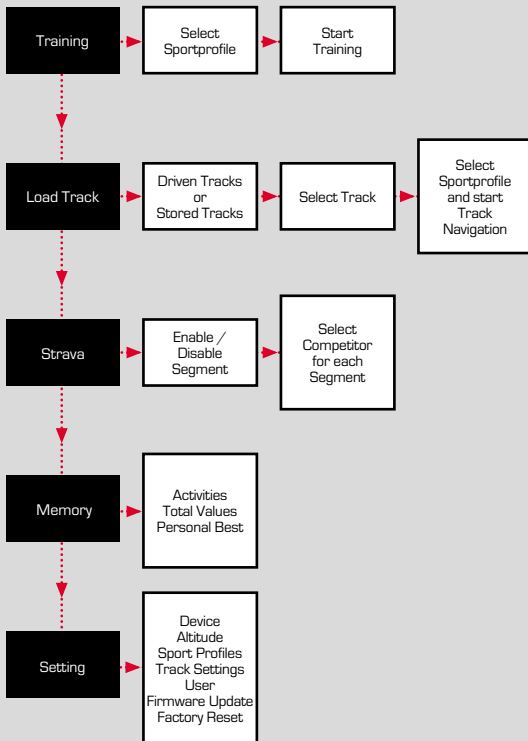 Training
Select
Sportprofile
Start
Training
Load Track
Driven Tracks
or
Stored Tracks
Select Track
Select
Sportprofile
and start
Track
Navigation
Strava
Enable /
Disable
Segment
Select
Competitor
for each
Segment
Memory
Activities
Total Values
Personal Best
Setting
Device
Altitude
Sport Profiles
Track Settings
User
Firmware Update
Factory Reset